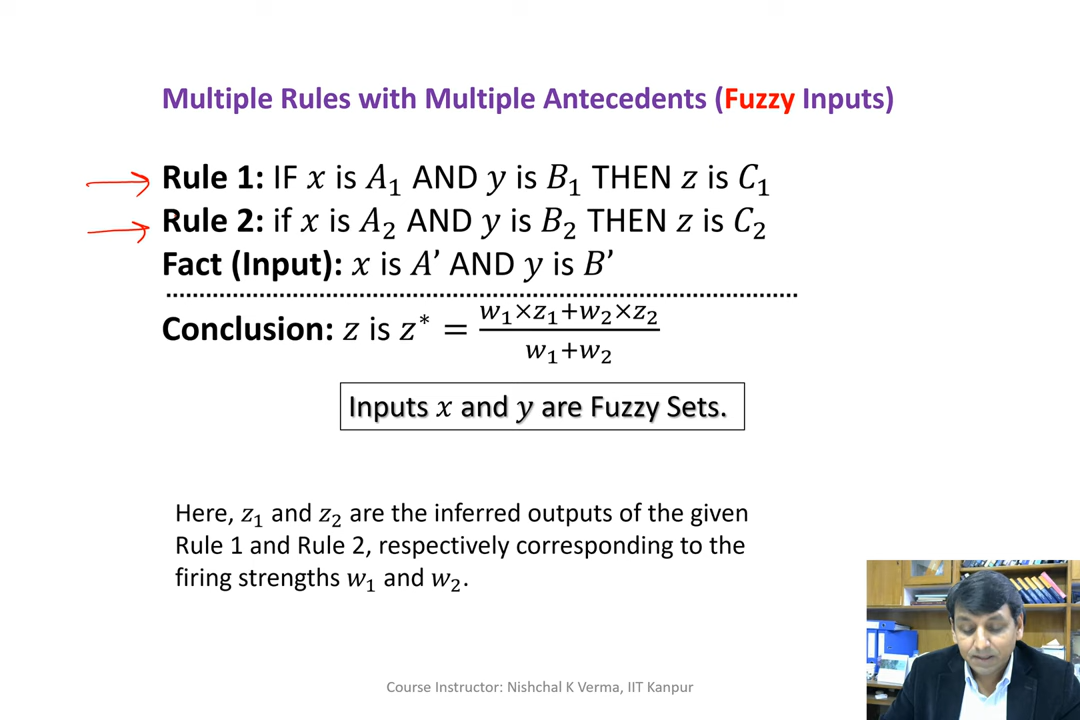 Multiple Rules with Multiple Antecedents (Fuzzy Inputs)
Rule 1: IF x is A₁ AND y is B₁ THEN z is C₁
Rule 2: if x is A₂ AND y is B₂ THEN z is C₂
Fact (Input): x is A’ AND y is B’
Conclusion: z is z* = (w₁×z₁+w₂×z₂)/(w₁+w₂)
Inputs x and y are Fuzzy Sets.
Here, z₁ and z₂ are the inferred outputs of the given
Rule 1 and Rule 2, respectively corresponding to the
firing strengths w₁ and w₂.
Course Instructor: Nishchal K Verma, IIT Kanpur